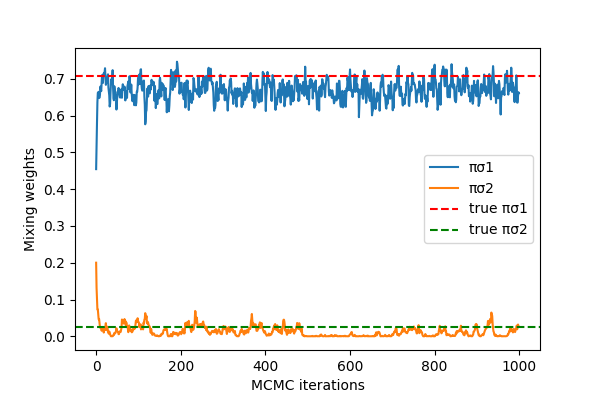 Mixing weights
0.7
0.6
0.5
0.4
0.3
0.2
0.1
0.0
πσ1
πσ2
true πσ1
true πσ2
0 200 400 600 800 1000
MCMC iterations